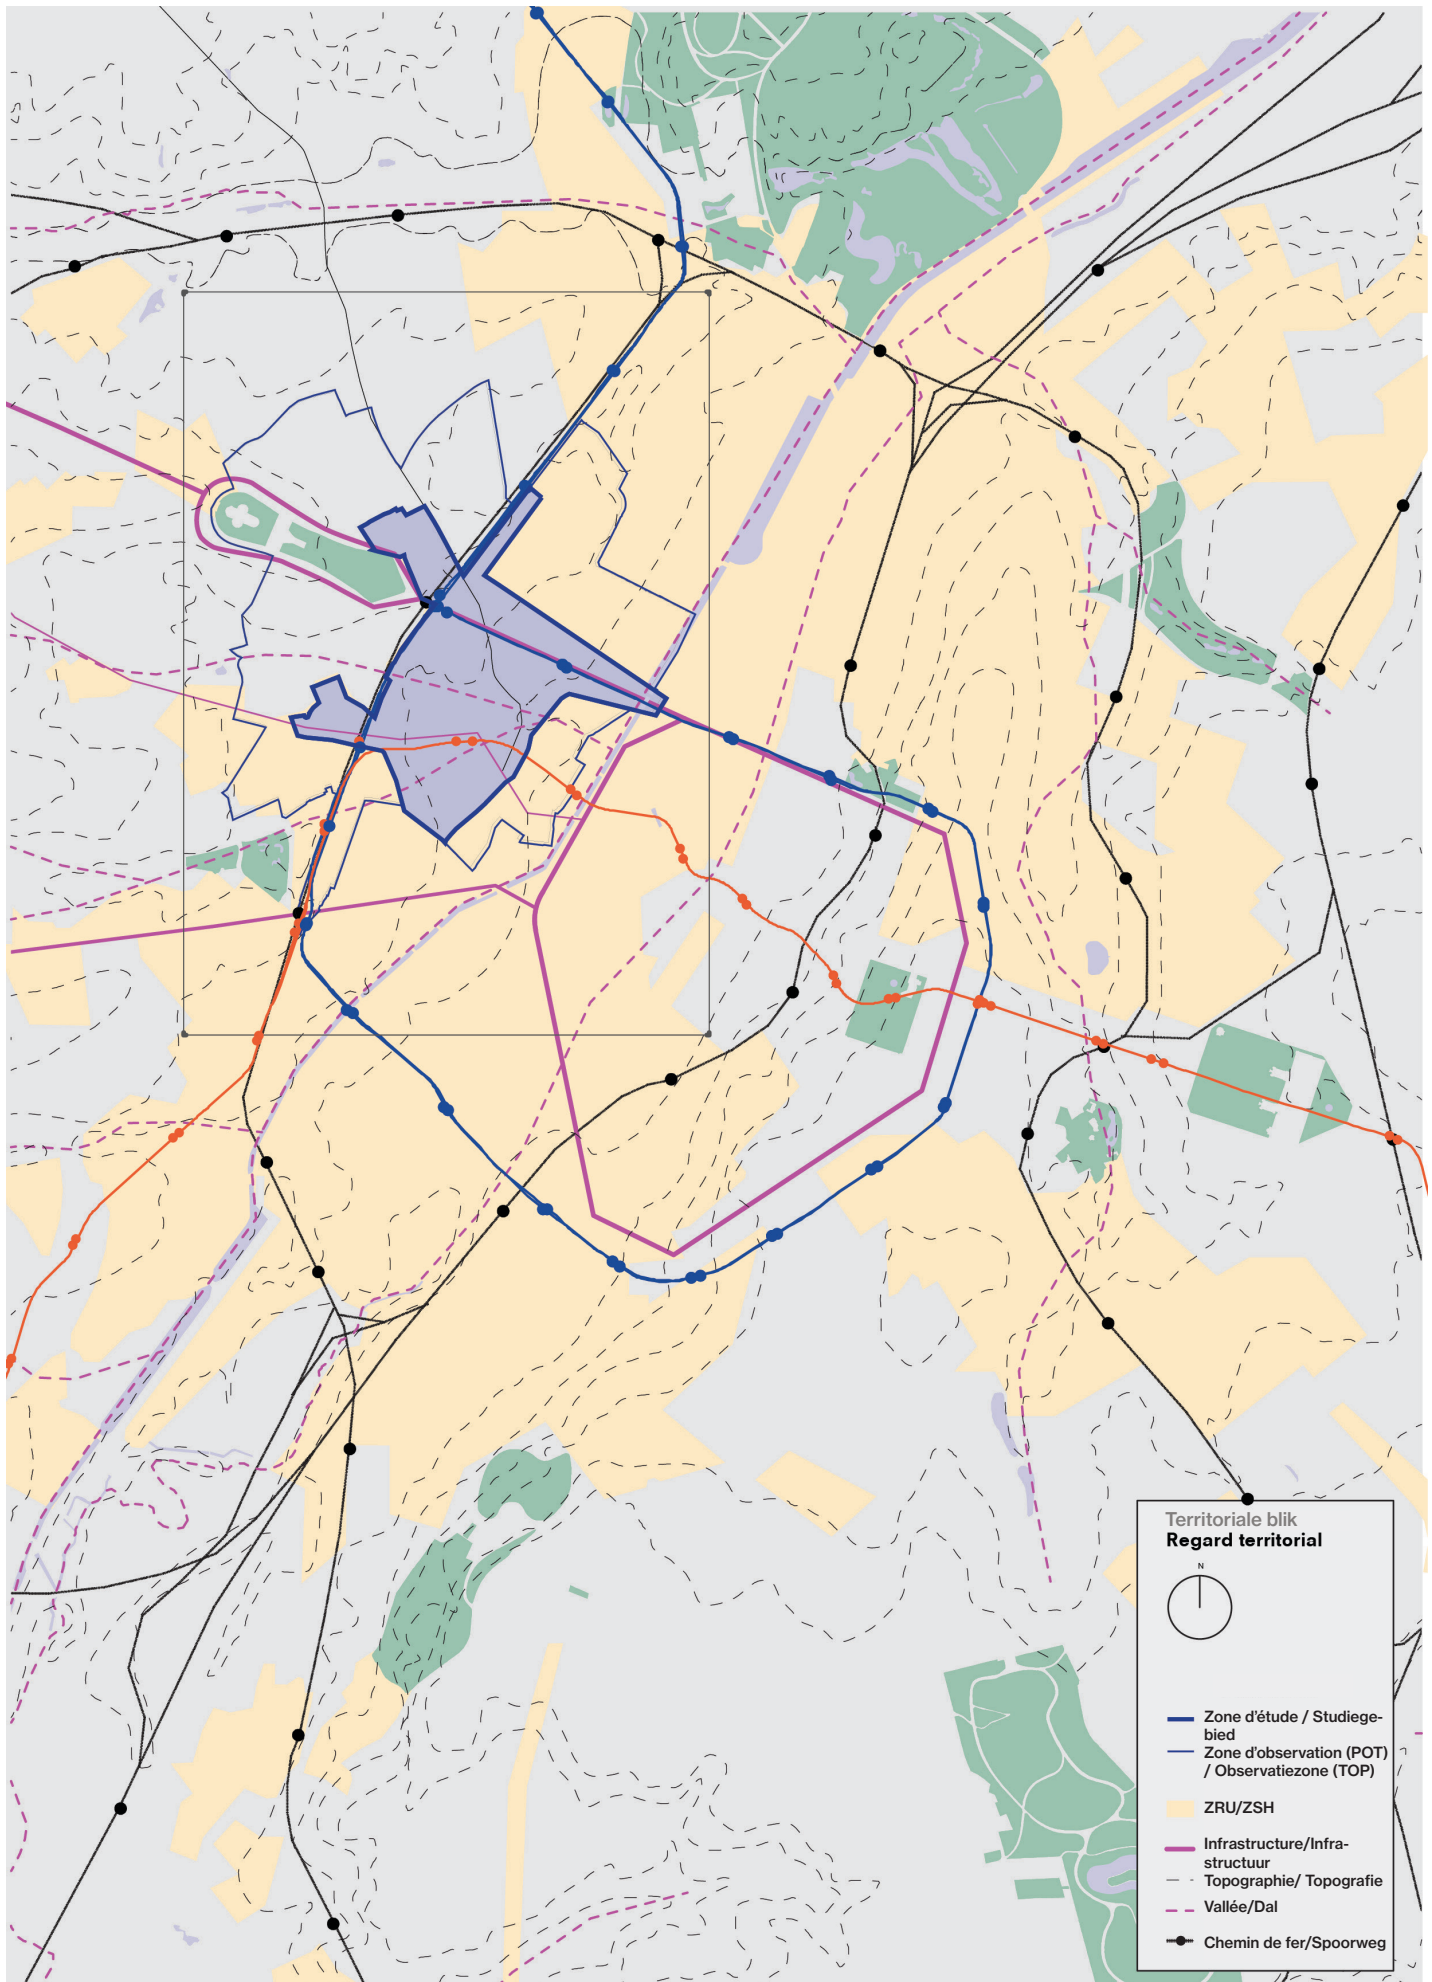 Territoriale blik
Regard territorial
N
Zone d'étude / Studiege-
bied
Zone d'observation (POT)
/ Observatiezone (TOP)
ZRU/ZSH
Infrastructure/Infra-
structuur
Topographie/ Topografie
Vallée/Dal
Chemin de fer/Spoorweg